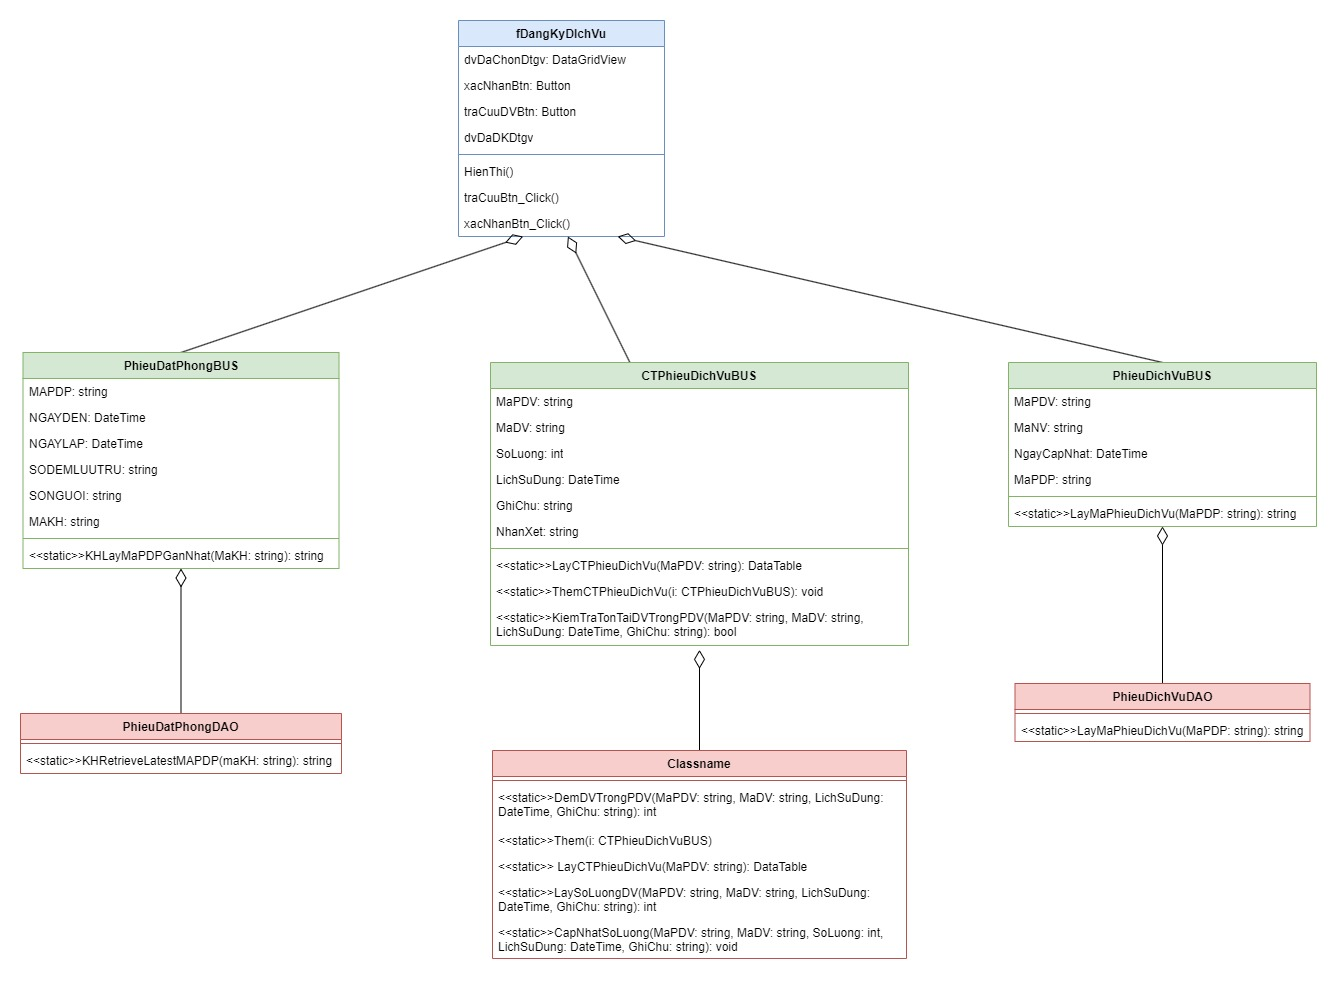 fDangKyDIchVu
dvDaChonDtgv: DataGridView
xacNhanBtn: Button
traCuuDVBtn: Button
dvDaDKDtgv
HienThi()
traCuuBtn_Click()
xacNhanBtn_Click()
PhieuDatPhongBUS
MAPDP: string
NGAYDEN: DateTime
NGAYLAP: DateTime
SODEMLUUTRU: string
SONGUOI: string
MAKH: string
<<static>>KHLayMaPDPGanNhat(MaKH: string): string
CTPhieuDichVuBUS
MaPDV: string
MaDV: string
SoLuong: int
LichSuDung: DateTime
GhiChu: string
NhanXet: string
<<static>>LayCTPhieuDichVu(MaPDV: string): DataTable
<<static>>ThemCTPhieuDichVu(i: CTPhieuDichVuBUS): void
<<static>>KiemTraTonTaiDVTrongPDV(MaPDV: string, MaDV: string,
LichSuDung: DateTime, GhiChu: string): bool
PhieuDichVuBUS
MaPDV: string
MaNV: string
NgayCapNhat: DateTime
MaPDP: string
<<static>>LayMaPhieuDichVu(MaPDP: string): string
PhieuDatPhongDAO
<<static>>KHRetrieveLatestMAPDP(maKH: string): string
Classname
<<static>>DemDVTrongPDV(MaPDV: string, MaDV: string, LichSuDung:
DateTime, GhiChu: string): int
<<static>>Them(i: CTPhieuDichVuBUS)
<<static>> LayCTPhieuDichVu(MaPDV: string): DataTable
<<static>>LaySoLuongDV(MaPDV: string, MaDV: string, LichSuDung:
DateTime, GhiChu: string): int
<<static>>CapNhatSoLuong(MaPDV: string, MaDV: string, SoLuong: int,
LichSuDung: DateTime, GhiChu: string): void
PhieuDichVuDAO
<<static>>LayMaPhieuDichVu(MaPDP: string): string